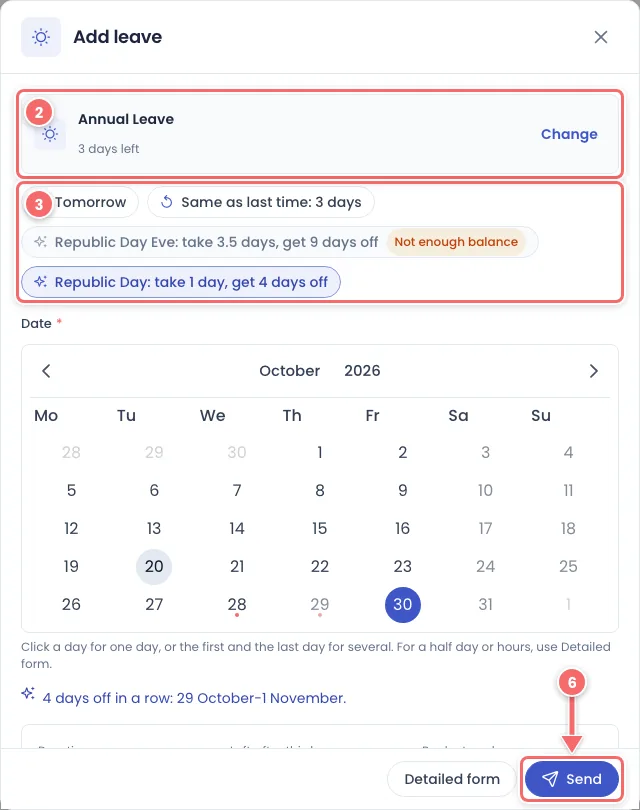 Add leave
2
Annual Leave
3 days left
Change
3
Tomorrow
Same as last time: 3 days
Republic Day Eve: take 3.5 days, get 9 days off
Not enough balance
Republic Day: take 1 day, get 4 days off
Date *
October 2026
Mo Tu We Th Fr Sa Su
28 29 30 1 2 3 4
5 6 7 8 9 10 11
12 13 14 15 16 17 18
19 20 21 22 23 24 25
26 27 28 29 30 31 1
Click a day for one day, or the first and the last day for several. For a half day or hours, use Detailed
form.
4 days off in a row: 29 October-1 November.
6
Detailed form
Send